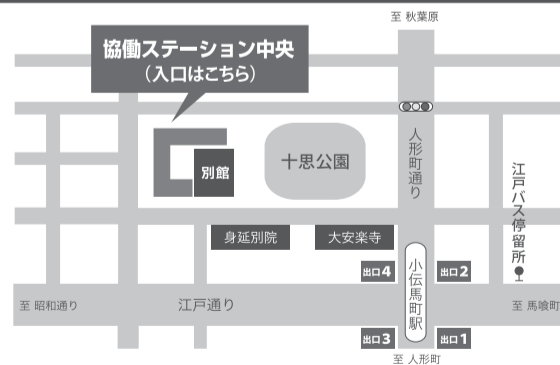 至 秋葉原
協働ステーション中央
（入口はこちら）
人形町通り
別館
十思公園
江戸バス停留所
身延別院
大安楽寺
小伝馬町駅
出口4
出口2
至 昭和通り
江戸通り
至 馬喰町
出口3
出口1
至 人形町